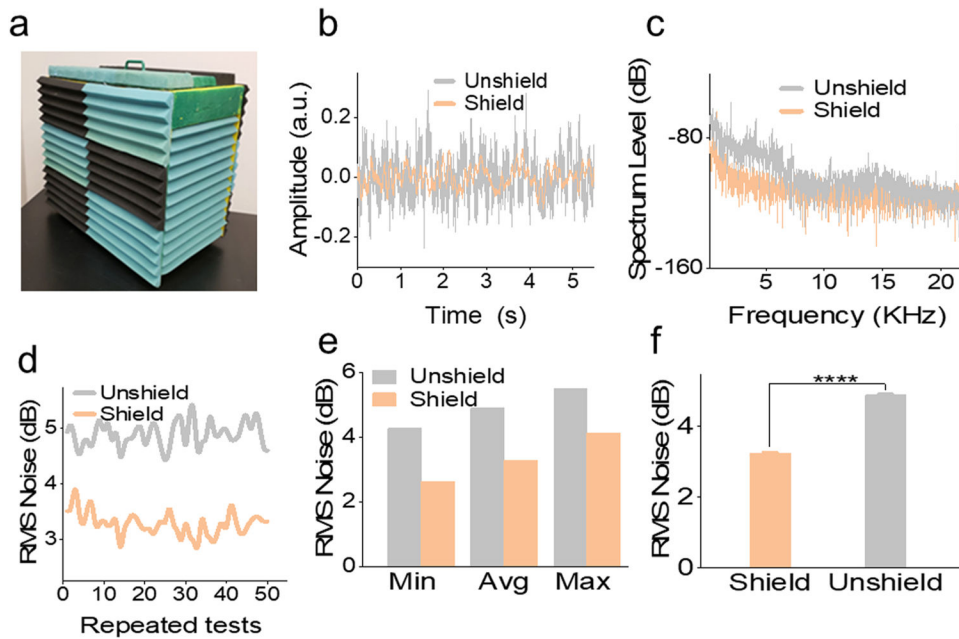 a
b
Unshield
Shield
Amplitude (a.u.)
0.2
0.0
-0.2
0 1 2 3 4 5
Time (s)
c
Unshield
Shield
Spectrum Level (dB)
-80
-160
5 10 15 20
Frequency (KHz)
d
Unshield
Shield
RMS Noise (dB)
5
3
0 10 20 30 40 50
Repeated tests
e
Unshield
Shield
RMS Noise (dB)
6
4
2
0
Min Avg Max
f
****
RMS Noise (dB)
4
2
0
Shield Unshield